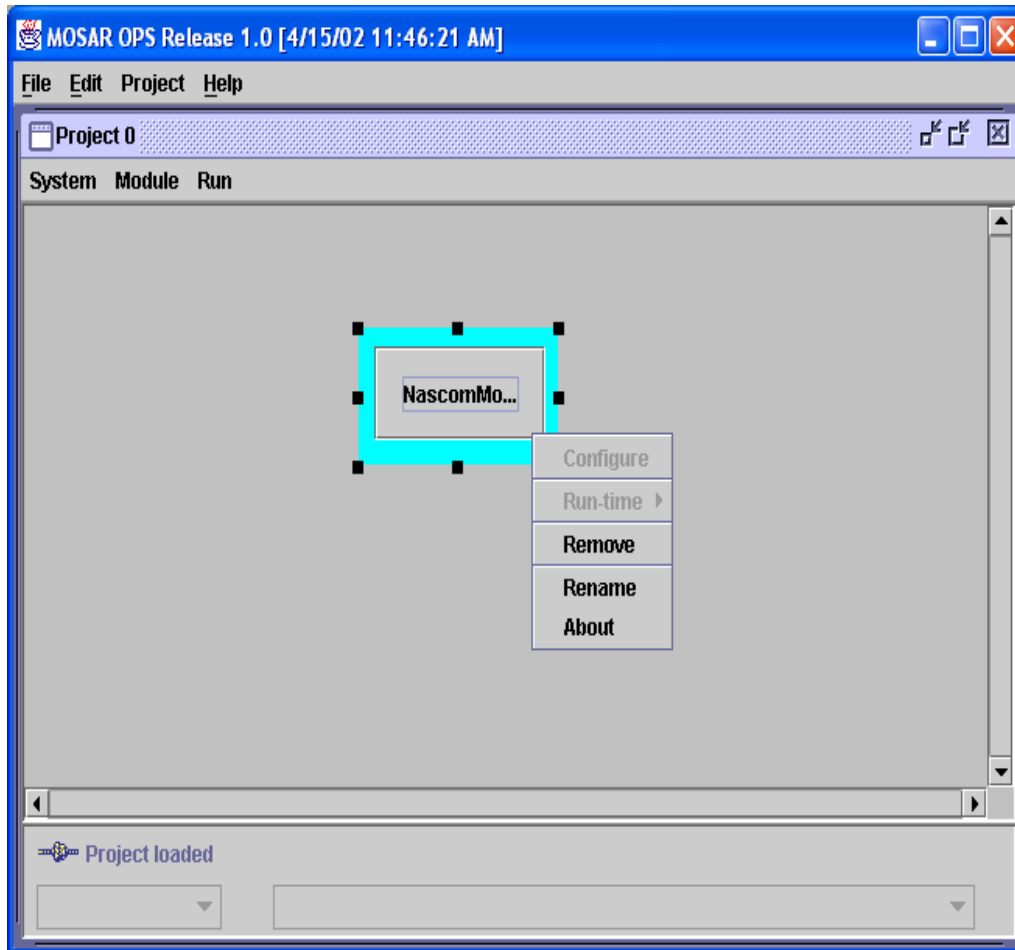 MOSAR OPS Release 1.0 [4/15/02 11:46:21 AM]
File Edit Project Help
Project 0
System Module Run
NascomMo...
Configure
Run-time
Remove
Rename
About
Project loaded